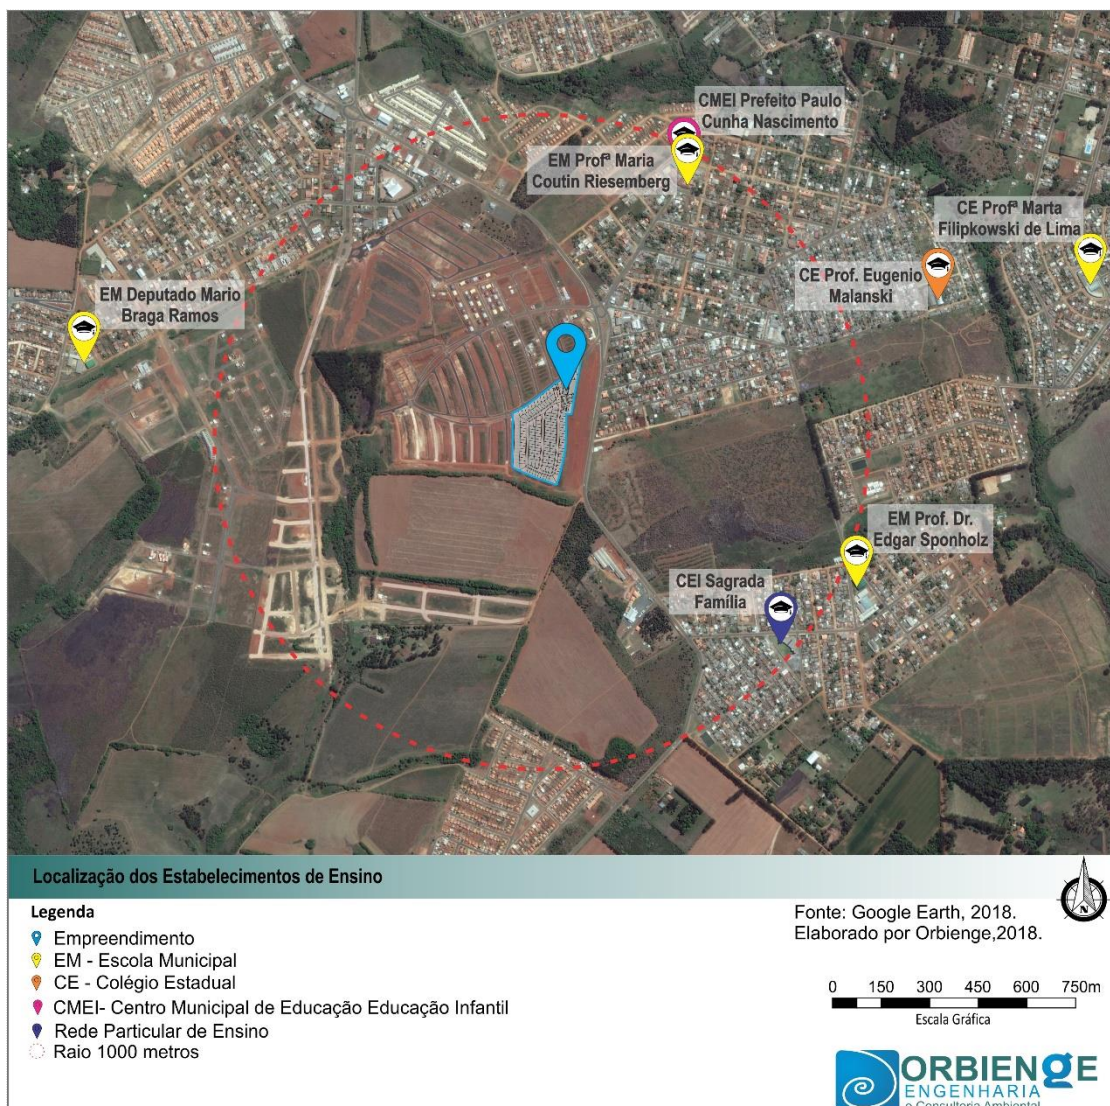 CMEI Prefeito Paulo
Cunha Nascimento
EM Profª Maria
Coutin Riesemberg
CE Profª Marta
Filipkowski de Lima
CE Prof. Eugenio
Malanski
EM Deputado Mario
Braga Ramos
EM Prof. Dr.
Edgar Sponholz
CEI Sagrada
Família
Localização dos Estabelecimentos de Ensino
N
Legenda
Empreendimento
EM - Escola Municipal
CE - Colégio Estadual
CMEI- Centro Municipal de Educação Educação Infantil
Rede Particular de Ensino
Raio 1000 metros
Fonte: Google Earth, 2018.
Elaborado por Orbienge,2018.
0 150 300 450 600 750m
Escala Gráfica
ORBIENGE
ENGENHARIA
e Consultoria Ambiental